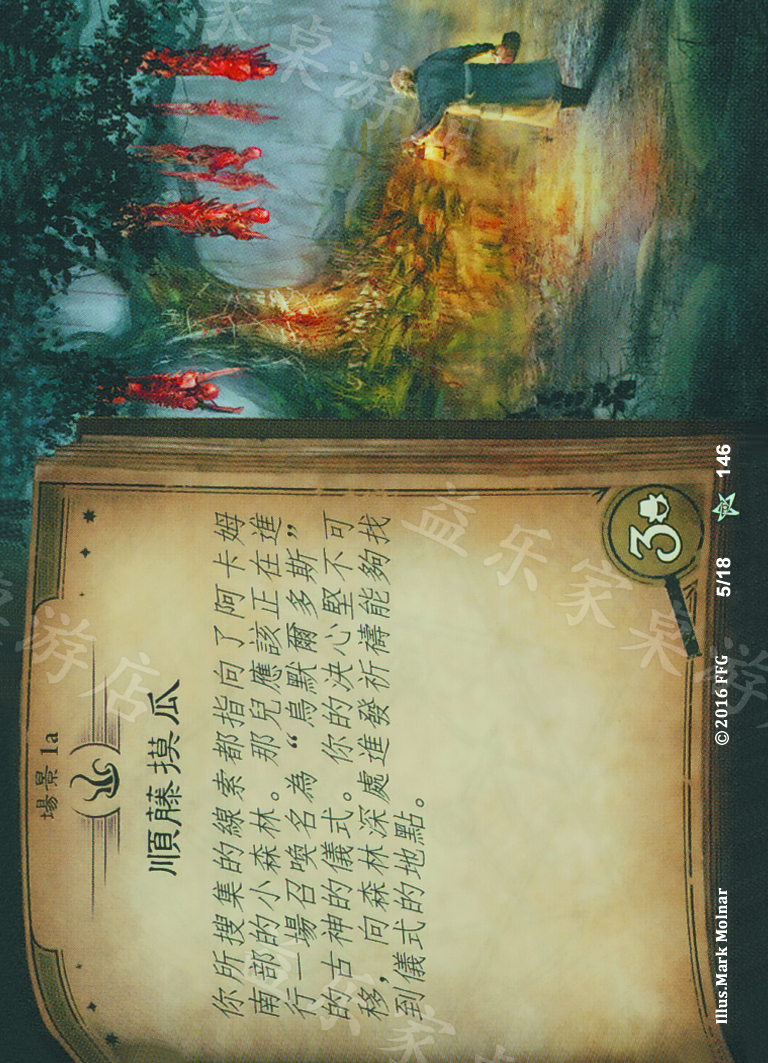 場景 1a
順藤摸瓜
你所搜集的線索都指向了阿卡姆
南部的小森林。那兒應該正在進
行一場召喚名為“烏默爾多斯”
的古神的儀式。你的決心堅不可
移，向森林深處進發祈禱能夠找
到儀式的地點。
3
Illus.Mark Molnar
©2016 FFG
5/18
146
益乐家桌游店